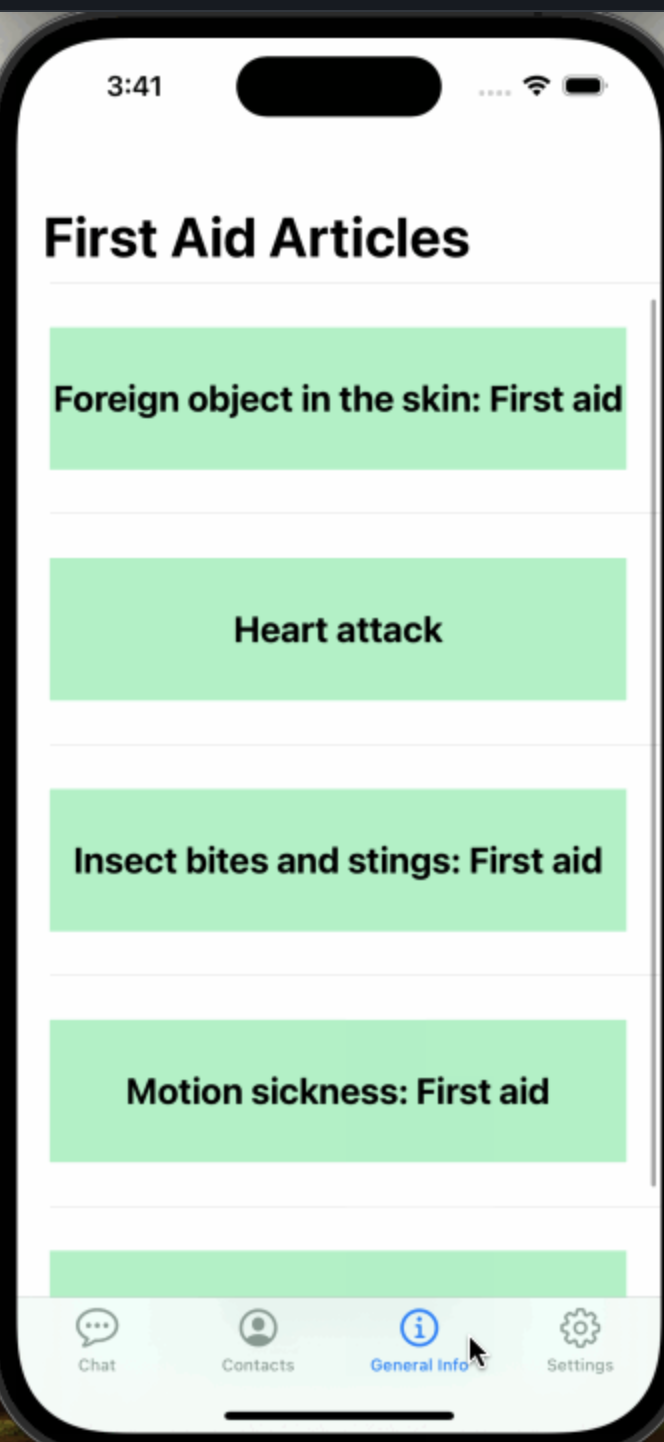 3:41
First Aid Articles
Foreign object in the skin: First aid
Heart attack
Insect bites and stings: First aid
Motion sickness: First aid
Chat
Contacts
General Info
Settings